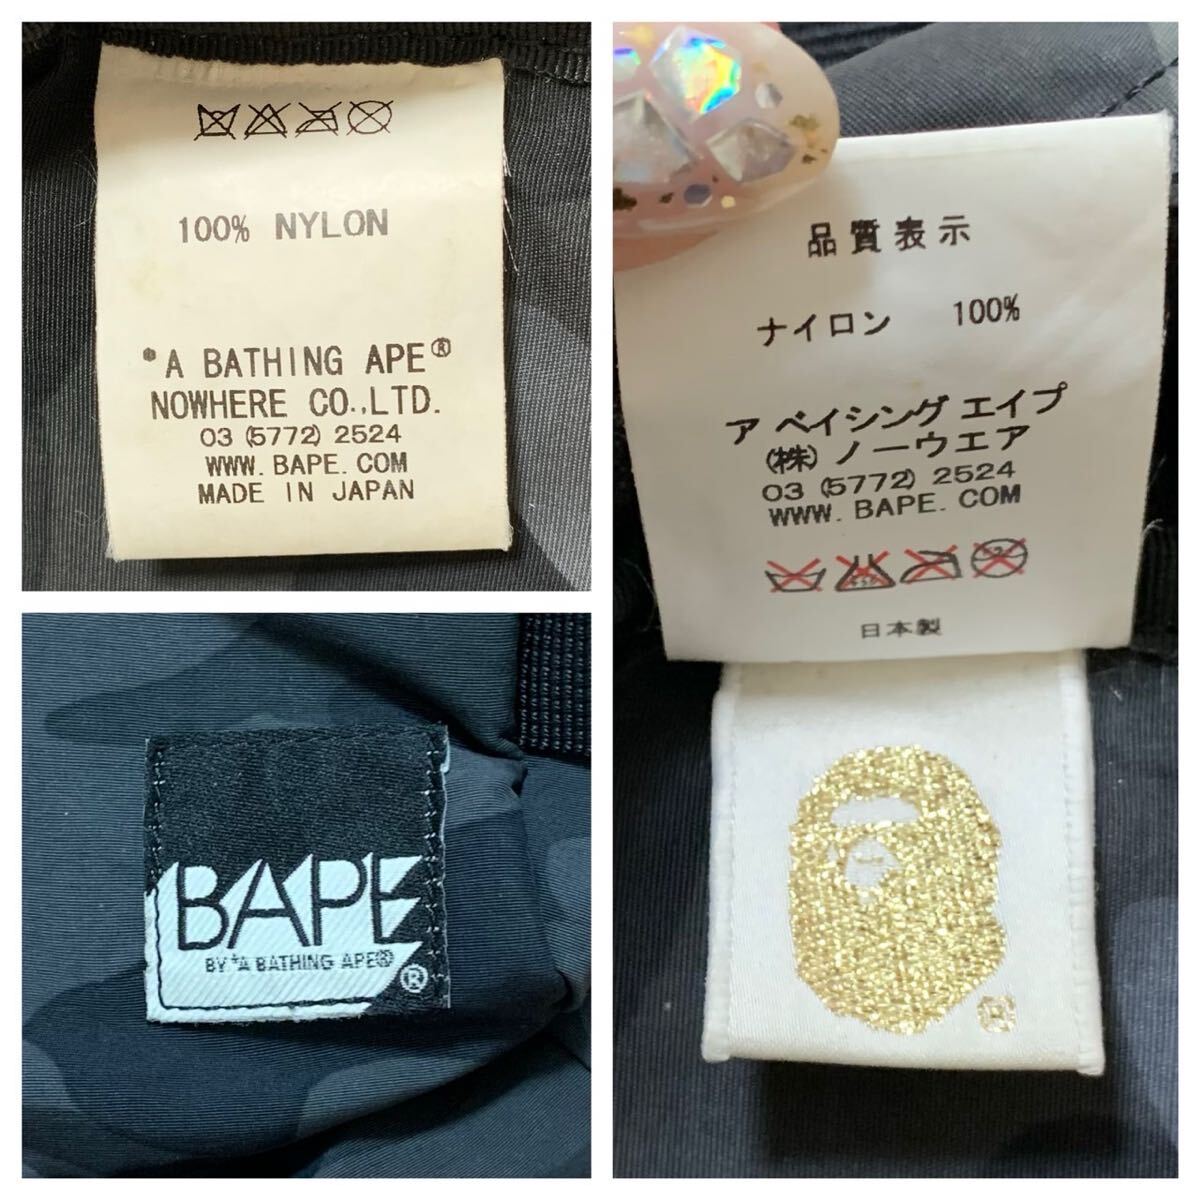 100% NYLON
*A BATHING APE®
NOWHERE CO.,LTD.
03 (5772) 2524
WWW. BAPE. COM
MADE IN JAPAN
品質表示
ナイロン 100%
ア ベイシング エイプ
(株) ノーウエア
03 (5772) 2524
WWW. BAPE. COM
日本製
BAPE
BY *A BATHING APE®
®